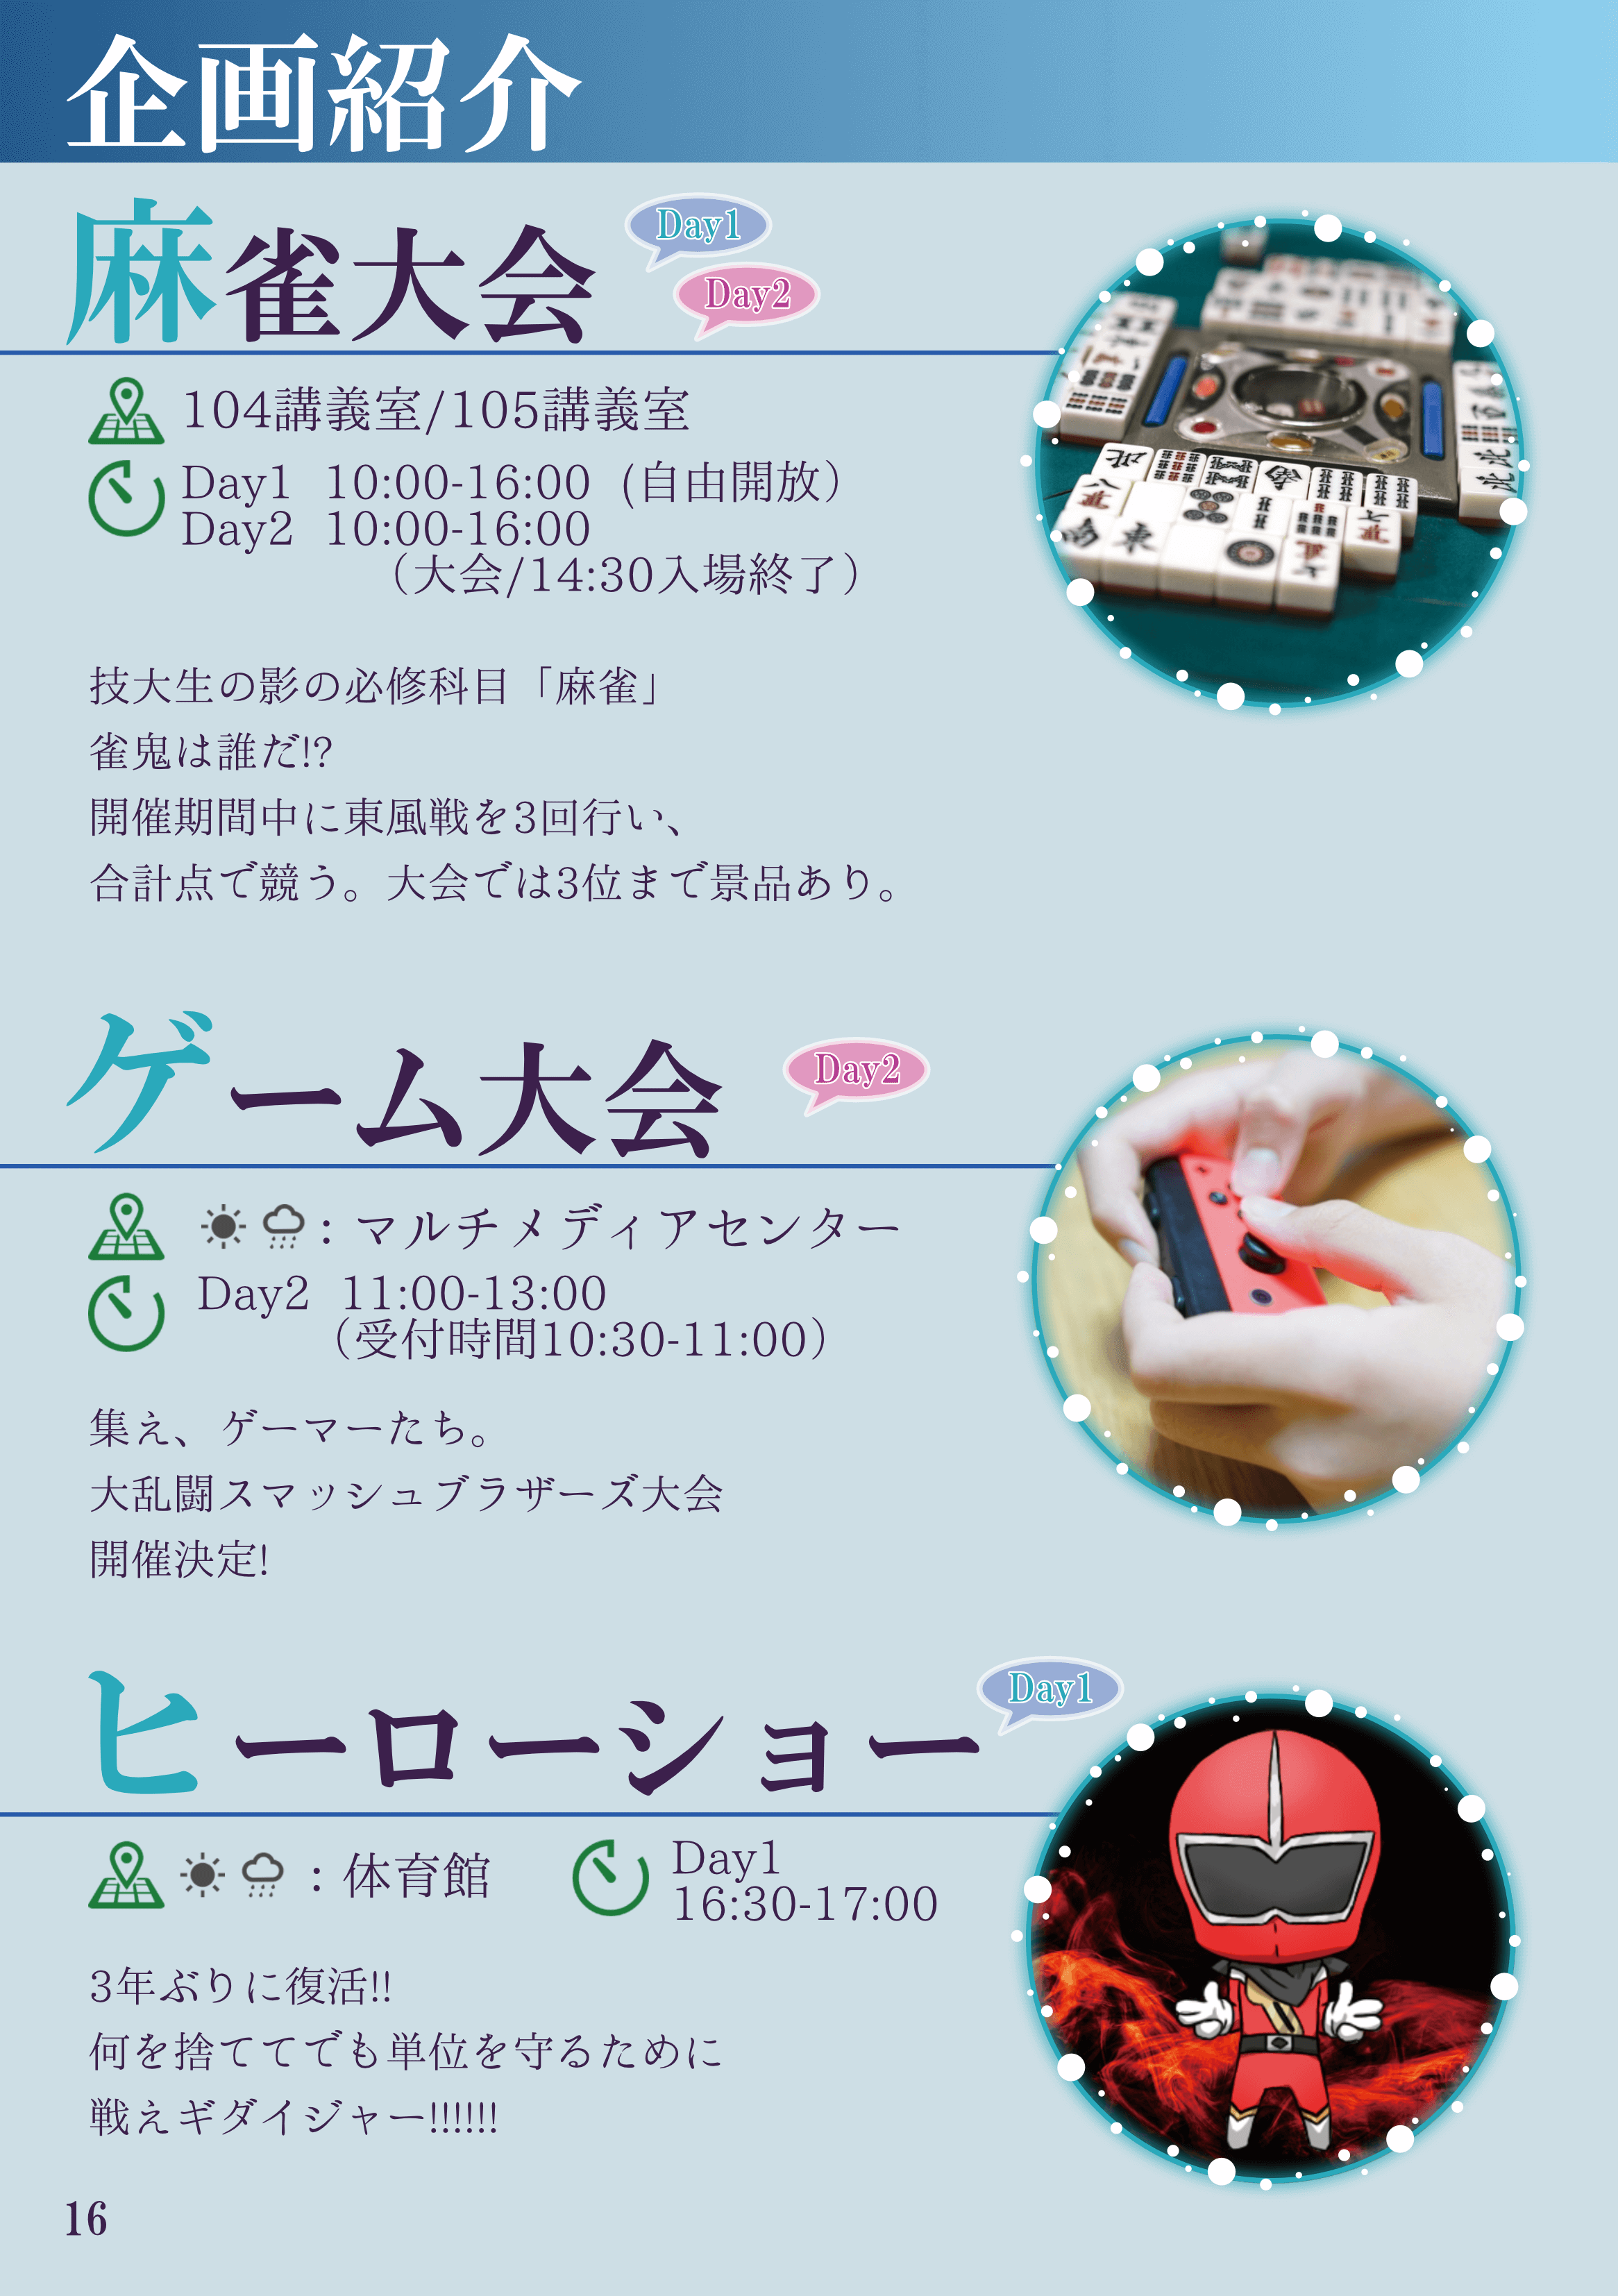 企画紹介
麻雀大会
Day1
Day2
104講義室/105講義室
Day1 10:00-16:00 (自由開放)
Day2 10:00-16:00
（大会/14:30入場終了）
技大生の影の必修科目「麻雀」
雀鬼は誰だ!?
開催期間中に東風戦を3回行い、
合計点で競う。大会では3位まで景品あり。
ゲーム大会
Day2
：マルチメディアセンター
Day2 11:00-13:00
（受付時間10:30-11:00）
集え、ゲーマーたち。
大乱闘スマッシュブラザーズ大会
開催決定!
ヒーローショー
Day1
：体育館
Day1
16:30-17:00
3年ぶりに復活!!
何を捨ててでも単位を守るために
戦えギダイジャー!!!!!!
16